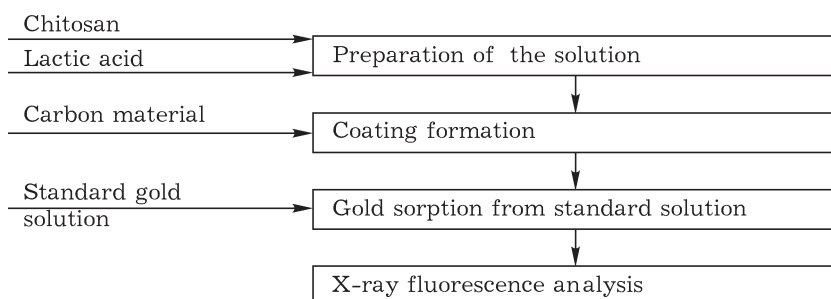 Chitosan
Lactic acid
Preparation of the solution
Carbon material
Coating formation
Standard gold
solution
Gold sorption from standard solution
X-ray fluorescence analysis